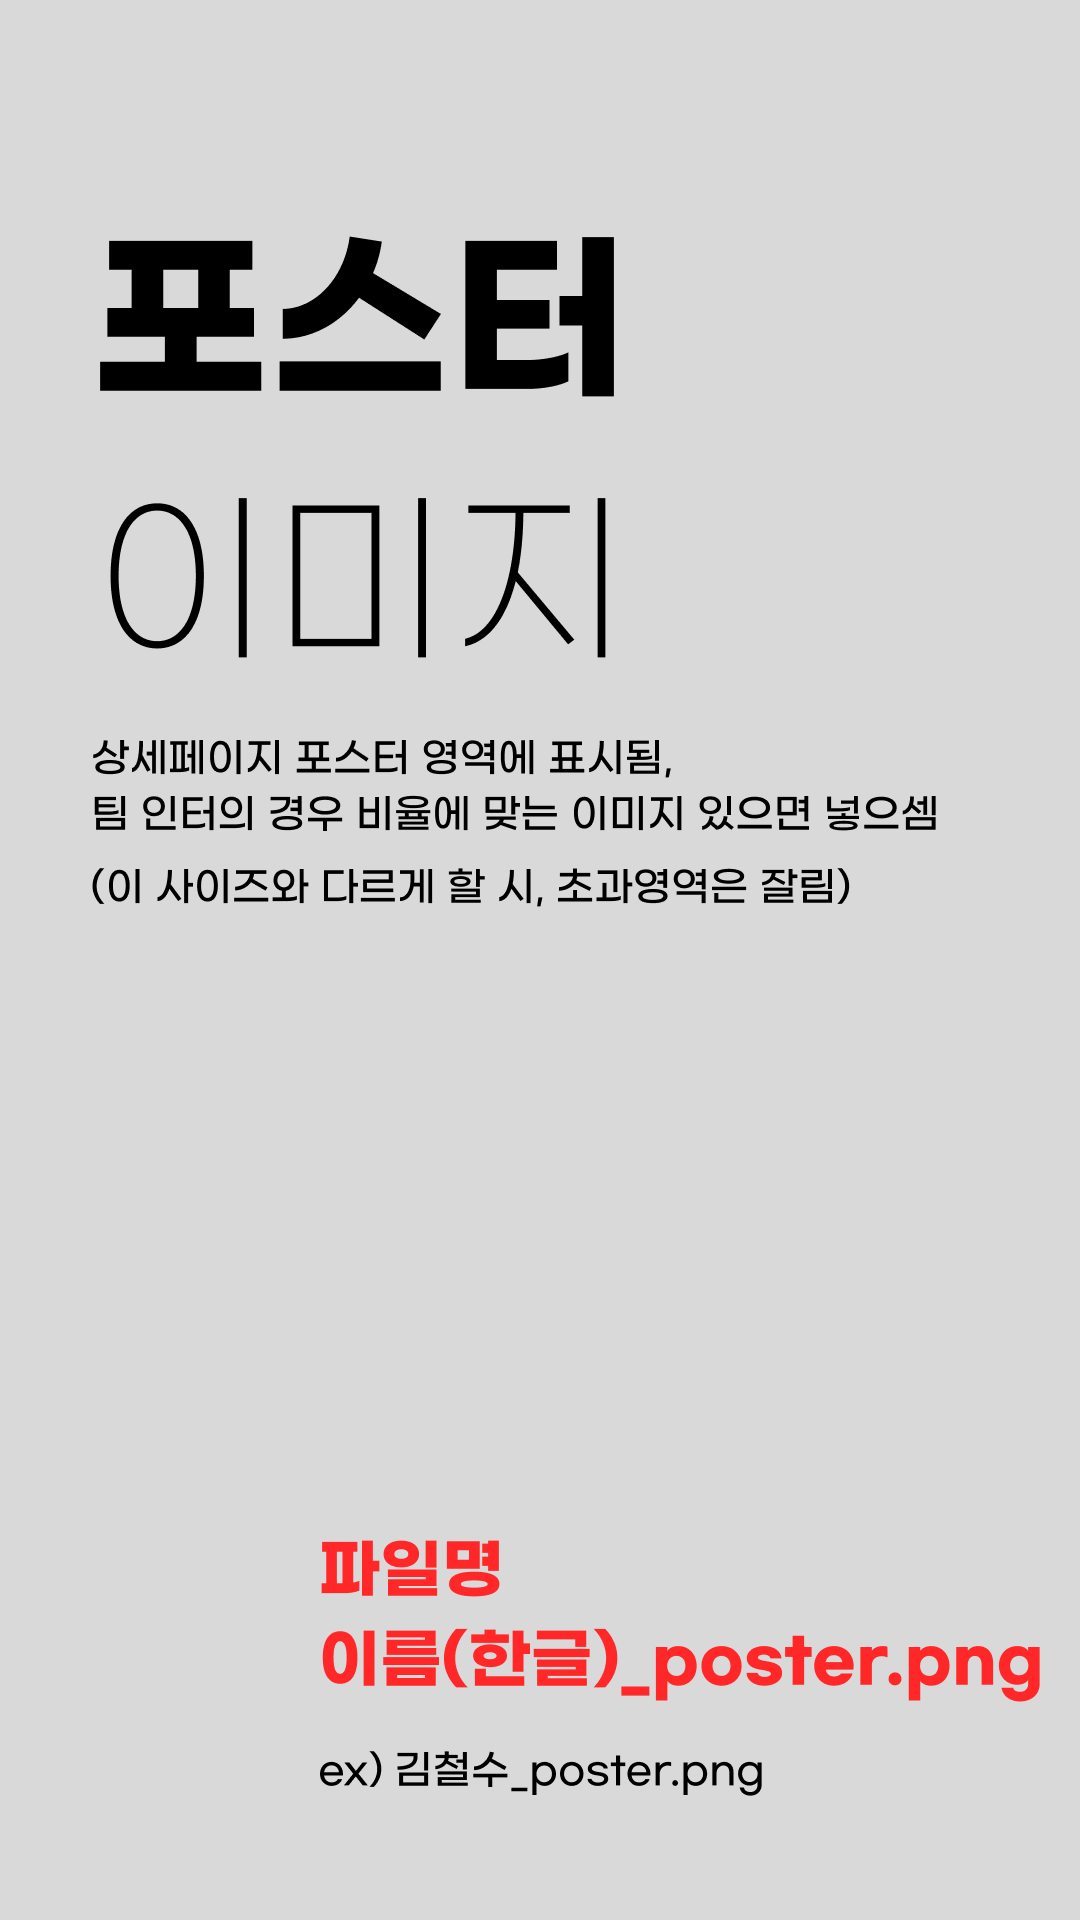 포스터
이미지
상세페이지 포스터 영역에 표시됨,
팀 인터의 경우 비율에 맞는 이미지 있으면 넣으셈
(이 사이즈와 다르게 할 시, 초과영역은 잘림)
파일명
이름(한글)_poster.png
ex) 김철수_poster.png